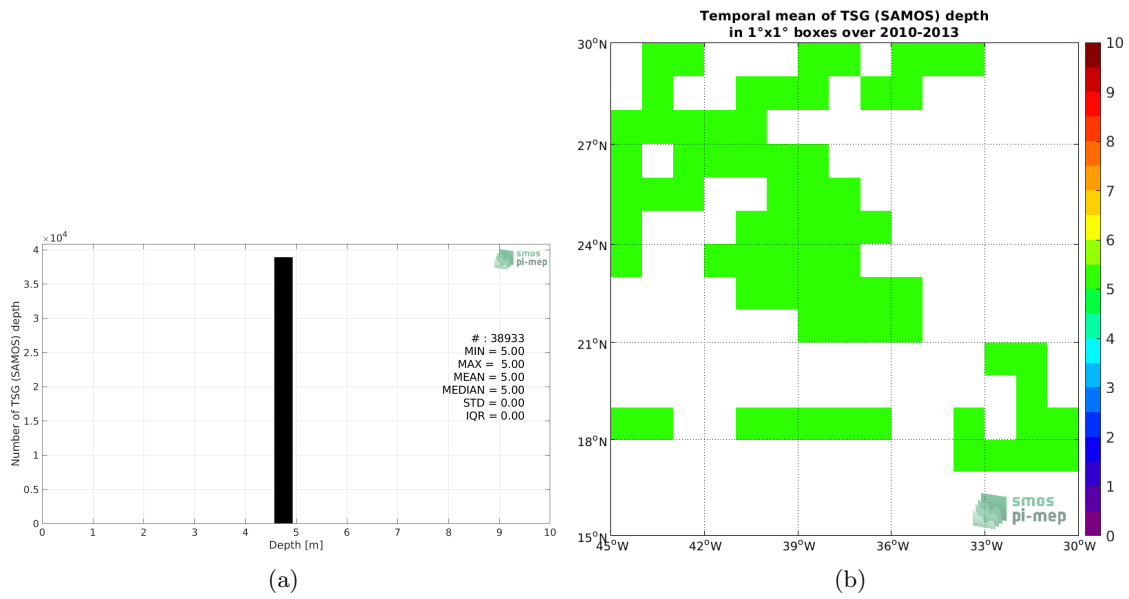 ×10⁴
4
3.5
3
2.5
2
1.5
1
0.5
0
Number of TSG (SAMOS) depth
0 1 2 3 4 5 6 7 8 9 10
Depth [m]
smos
pi-mep
# : 38933
MIN = 5.00
MAX = 5.00
MEAN = 5.00
MEDIAN = 5.00
STD = 0.00
IQR = 0.00
(a)
Temporal mean of TSG (SAMOS) depth
in 1°x1° boxes over 2010-2013
30°N
27°N
24°N
21°N
18°N
15°N
45°W 42°W 39°W 36°W 33°W 30°W
smos
pi-mep
10
9
8
7
6
5
4
3
2
1
0
(b)